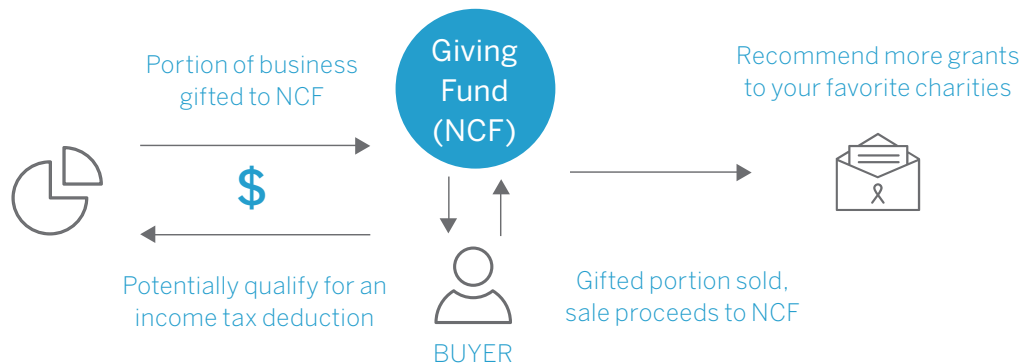 Portion of business
gifted to NCF
Giving
Fund
(NCF)
Recommend more grants
to your favorite charities
$
Potentially qualify for an
income tax deduction
Gifted portion sold,
sale proceeds to NCF
BUYER